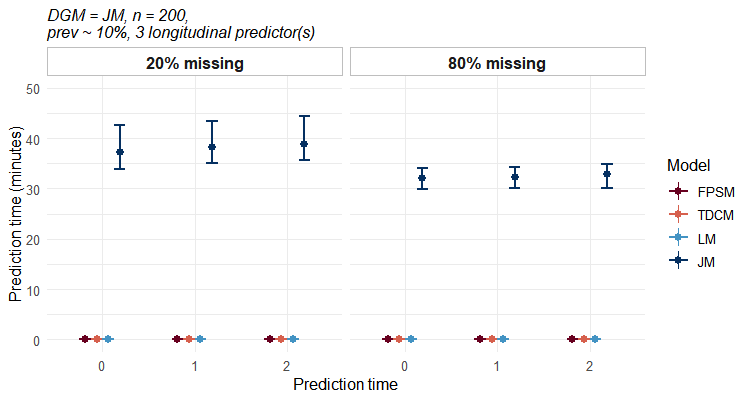 DGM = JM, n = 200,
prev ~ 10%, 3 longitudinal predictor(s)
20% missing
80% missing
Prediction time (minutes)
50
40
30
20
10
0
0
1
2
0
1
2
Prediction time
Model
FPSM
TDCM
LM
JM